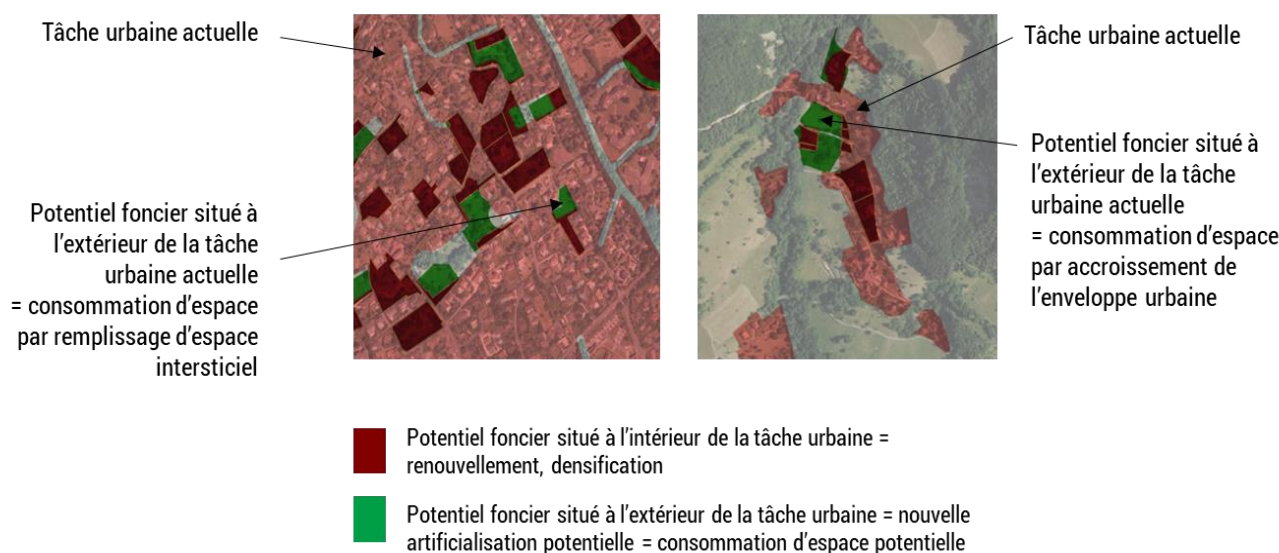 Tâche urbaine actuelle
Potentiel foncier situé à
l'extérieur de la tâche
urbaine actuelle
= consommation d'espace
par remplissage d'espace
intersticiel
Tâche urbaine actuelle
Potentiel foncier situé à
l'extérieur de la tâche
urbaine actuelle
= consommation d'espace
par accroissement de
l'enveloppe urbaine
Potentiel foncier situé à l'intérieur de la tâche urbaine =
renouvellement, densification
Potentiel foncier situé à l'extérieur de la tâche urbaine = nouvelle
artificialisation potentielle = consommation d'espace potentielle